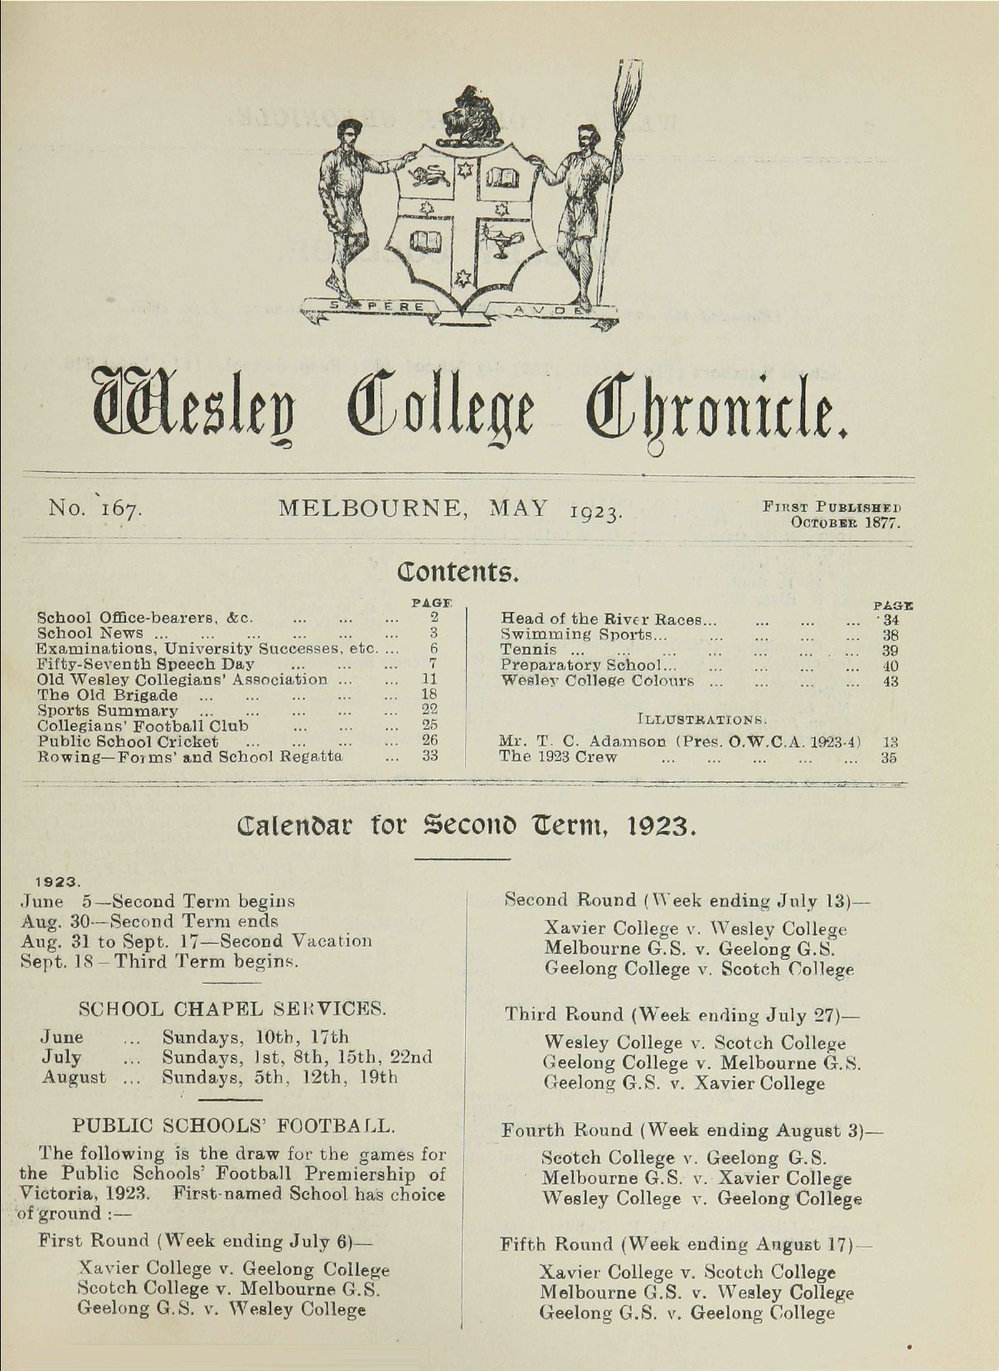 SAPERE AVDE
Wesley College Chronicle.
No. 167.
MELBOURNE, MAY 1923.
FIRST PUBLISHED
OCTOBER 1877.
Contents.
PAGE
School Office-bearers, &c. ... ... ... 2
School News ... ... ... ... ... ... 3
Examinations, University Successes, etc. ... 6
Fifty-Seventh Speech Day ... ... ... 7
Old Wesley Collegians' Association ... ... 11
The Old Brigade ... ... ... ... ... 18
Sports Summary ... ... ... ... ... 22
Collegians' Football Club ... ... ... 25
Public School Cricket ... ... ... ... 26
Rowing—Forms' and School Regatta ... 33
PAGE
Head of the River Races... ... ... ... 34
Swimming Sports... ... ... ... ... 38
Tennis ... ... ... ... ... ... ... 39
Preparatory School... ... ... ... ... 40
Wesley College Colours ... ... ... ... 43
ILLUSTRATIONS.
Mr. T. C. Adamson (Pres. O.W.C.A. 1923-4) 13
The 1923 Crew ... ... ... ... ... 35
Calendar for Second Term, 1923.
1923.
June 5—Second Term begins
Aug. 30—Second Term ends
Aug. 31 to Sept. 17—Second Vacation
Sept. 18—Third Term begins.
SCHOOL CHAPEL SERVICES.
June ... Sundays, 10th, 17th
July ... Sundays, 1st, 8th, 15th, 22nd
August ... Sundays, 5th, 12th, 19th
PUBLIC SCHOOLS' FOOTBALL.
The following is the draw for the games for
the Public Schools' Football Premiership of
Victoria, 1923. First-named School has choice
of ground :—
First Round (Week ending July 6)—
Xavier College v. Geelong College
Scotch College v. Melbourne G.S.
Geelong G.S. v. Wesley College
Second Round (Week ending July 13)—
Xavier College v. Wesley College
Melbourne G.S. v. Geelong G.S.
Geelong College v. Scotch College
Third Round (Week ending July 27)—
Wesley College v. Scotch College
Geelong College v. Melbourne G.S.
Geelong G.S. v. Xavier College
Fourth Round (Week ending August 3)—
Scotch College v. Geelong G.S.
Melbourne G.S. v. Xavier College
Wesley College v. Geelong College
Fifth Round (Week ending August 17)—
Xavier College v. Scotch College
Melbourne G.S. v. Wesley College
Geelong G.S. v. Geelong College